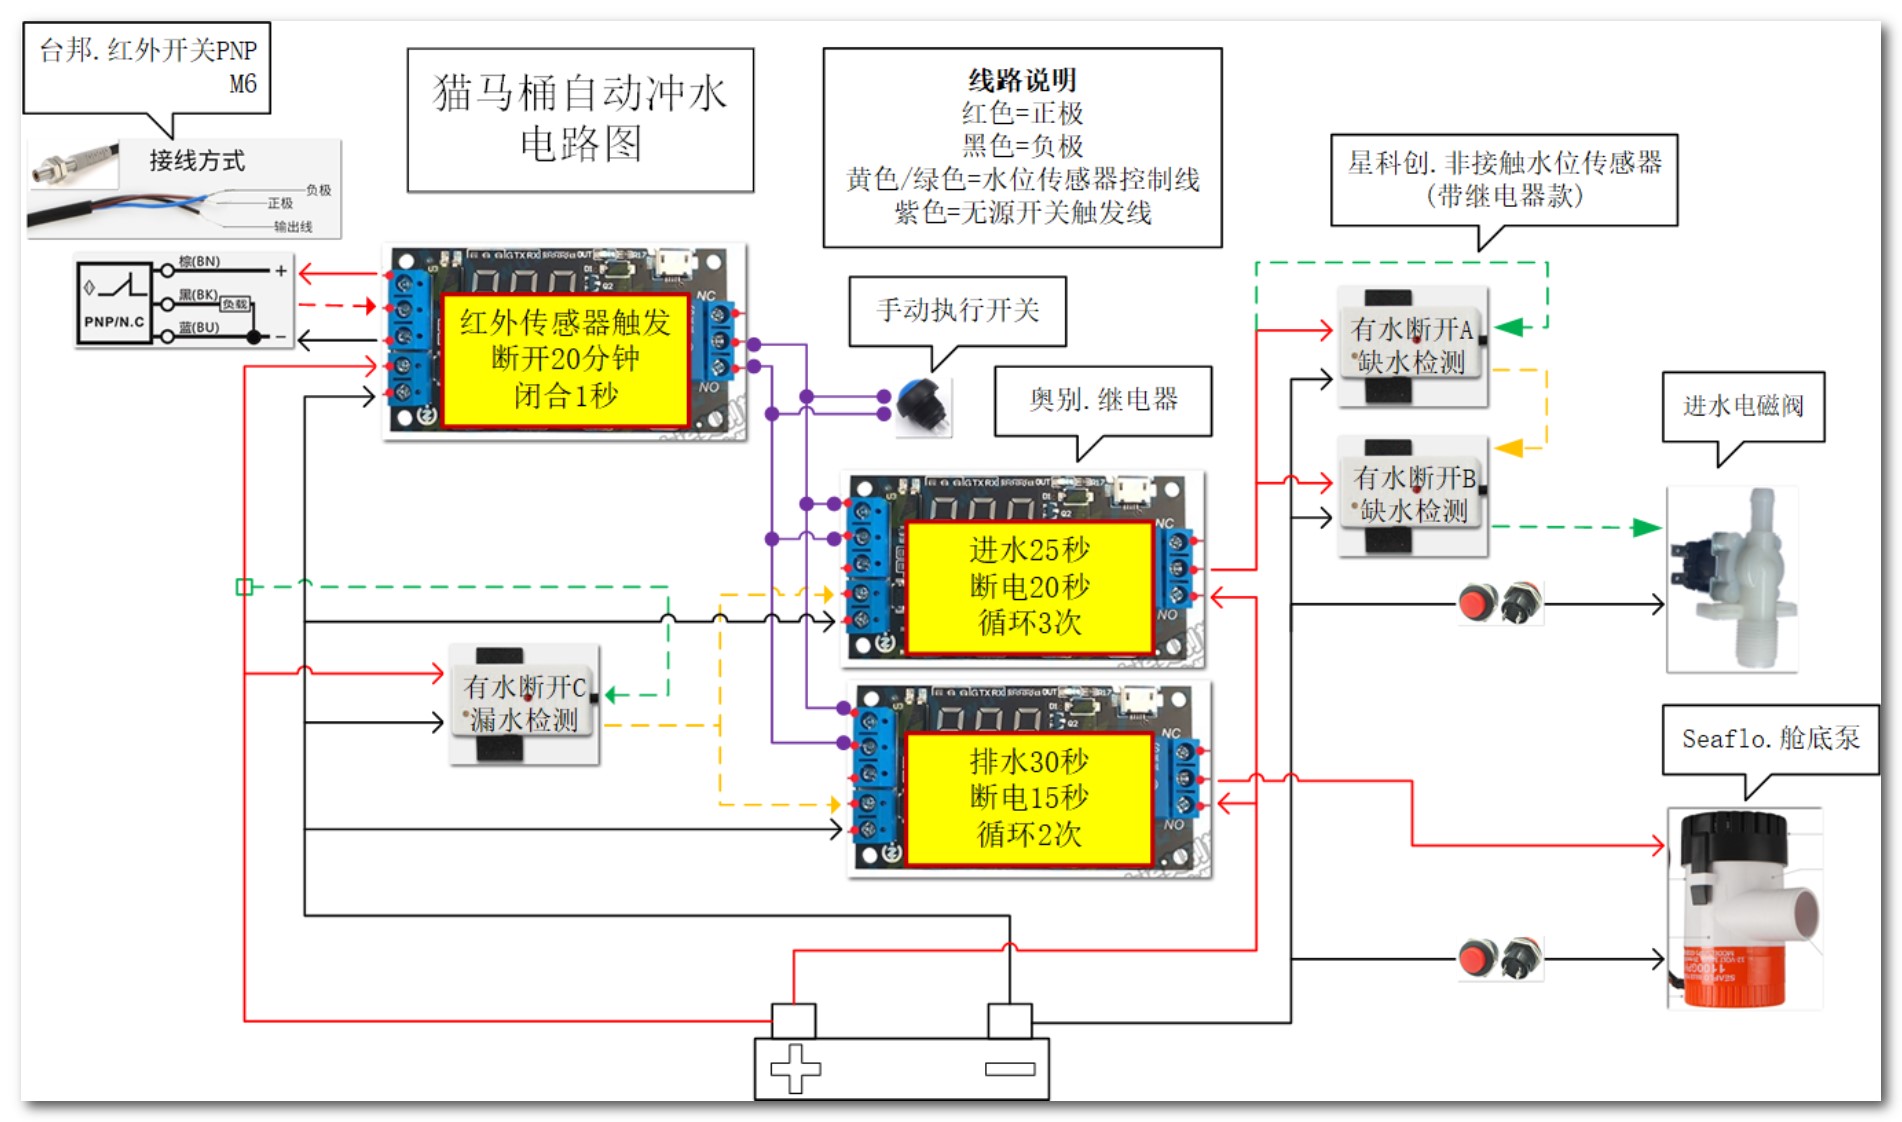 台邦.红外开关PNP
M6
接线方式
负极
正极
输出线
棕(BN)
+
黑(BK)
负载
PNP/N.C
蓝(BU)
−
猫马桶自动冲水
电路图
线路说明
红色=正极
黑色=负极
黄色/绿色=水位传感器控制线
紫色=无源开关触发线
星科创.非接触水位传感器
(带继电器款)
红外传感器触发
断开20分钟
闭合1秒
NC
NO
手动执行开关
奥别.继电器
有水断开A
缺水检测
有水断开B
缺水检测
进水电磁阀
进水25秒
断电20秒
循环3次
NC
NO
有水断开C
漏水检测
排水30秒
断电15秒
循环2次
NC
NO
Seaflo.舱底泵